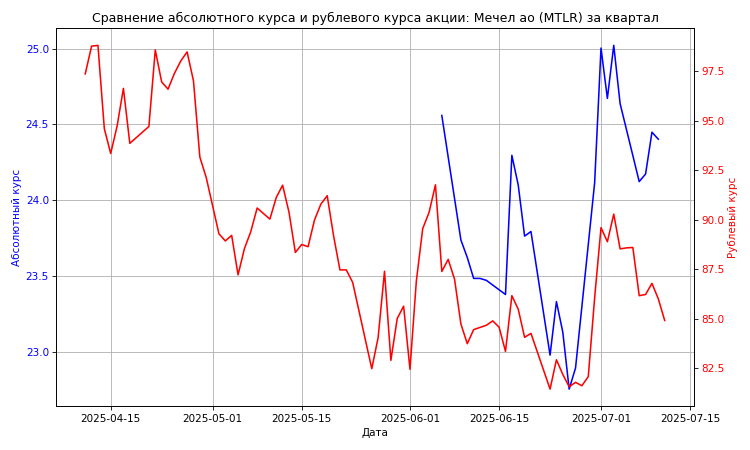 Сравнение абсолютного курса и рублевого курса акции: Мечел ао (MTLR) за квартал
25.0
24.5
24.0
23.5
23.0
Абсолютный курс
97.5
95.0
92.5
90.0
87.5
85.0
82.5
Рублевый курс
2025-04-15 2025-05-01 2025-05-15 2025-06-01 2025-06-15 2025-07-01 2025-07-15
Дата